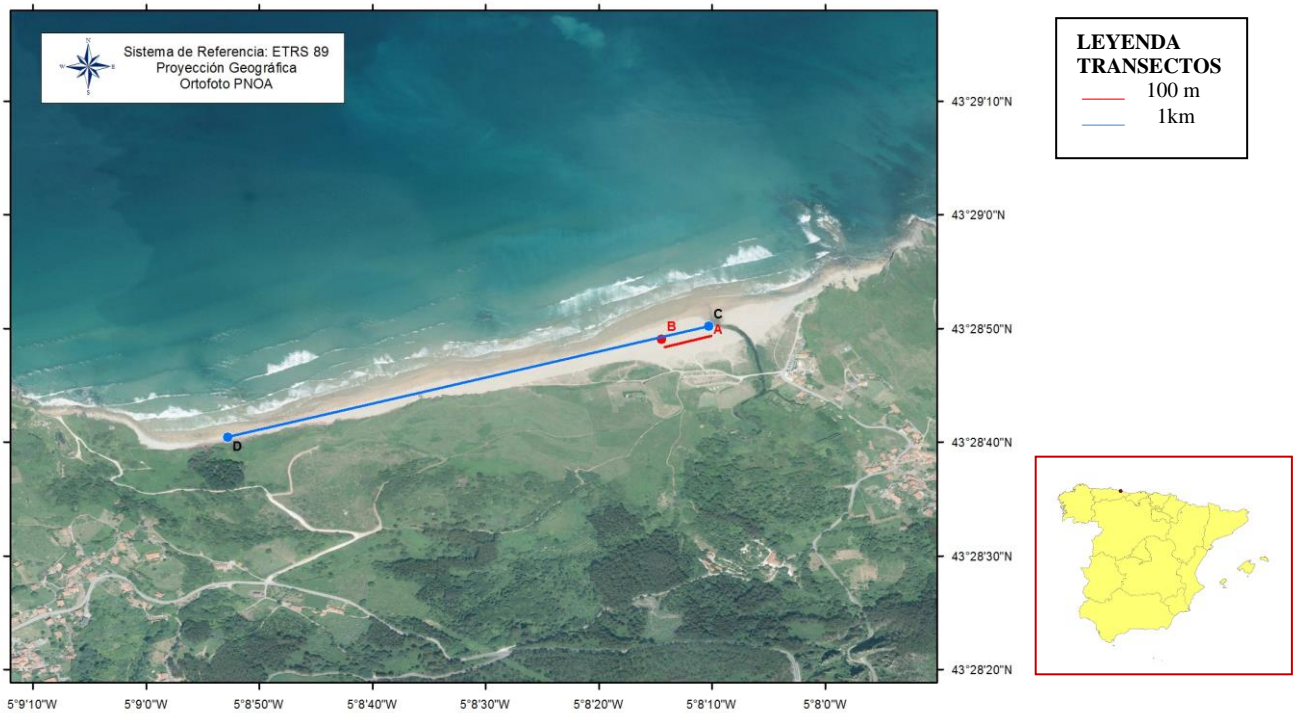 N
W
E
S
Sistema de Referencia: ETRS 89
Proyección Geográfica
Ortofoto PNOA
LEYENDA
TRANSECTOS
100 m
1km
43°29'10"N
43°29'0"N
43°28'50"N
43°28'40"N
43°28'30"N
43°28'20"N
C
B
A
D
5°9'10"W
5°9'0"W
5°8'50"W
5°8'40"W
5°8'30"W
5°8'20"W
5°8'10"W
5°8'0"W